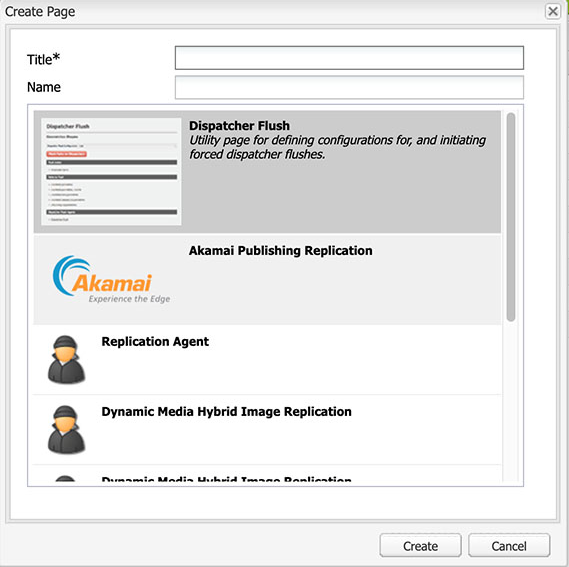 Create Page
Title*
Name
Dispatcher Flush
Dispatcher Flush
Utility page for defining configurations for, and initiating
forced dispatcher flushes.
Akamai Publishing Replication
Akamai
Experience the Edge
Replication Agent
Dynamic Media Hybrid Image Replication
Dynamic Media Hybrid Image Replication
Create
Cancel